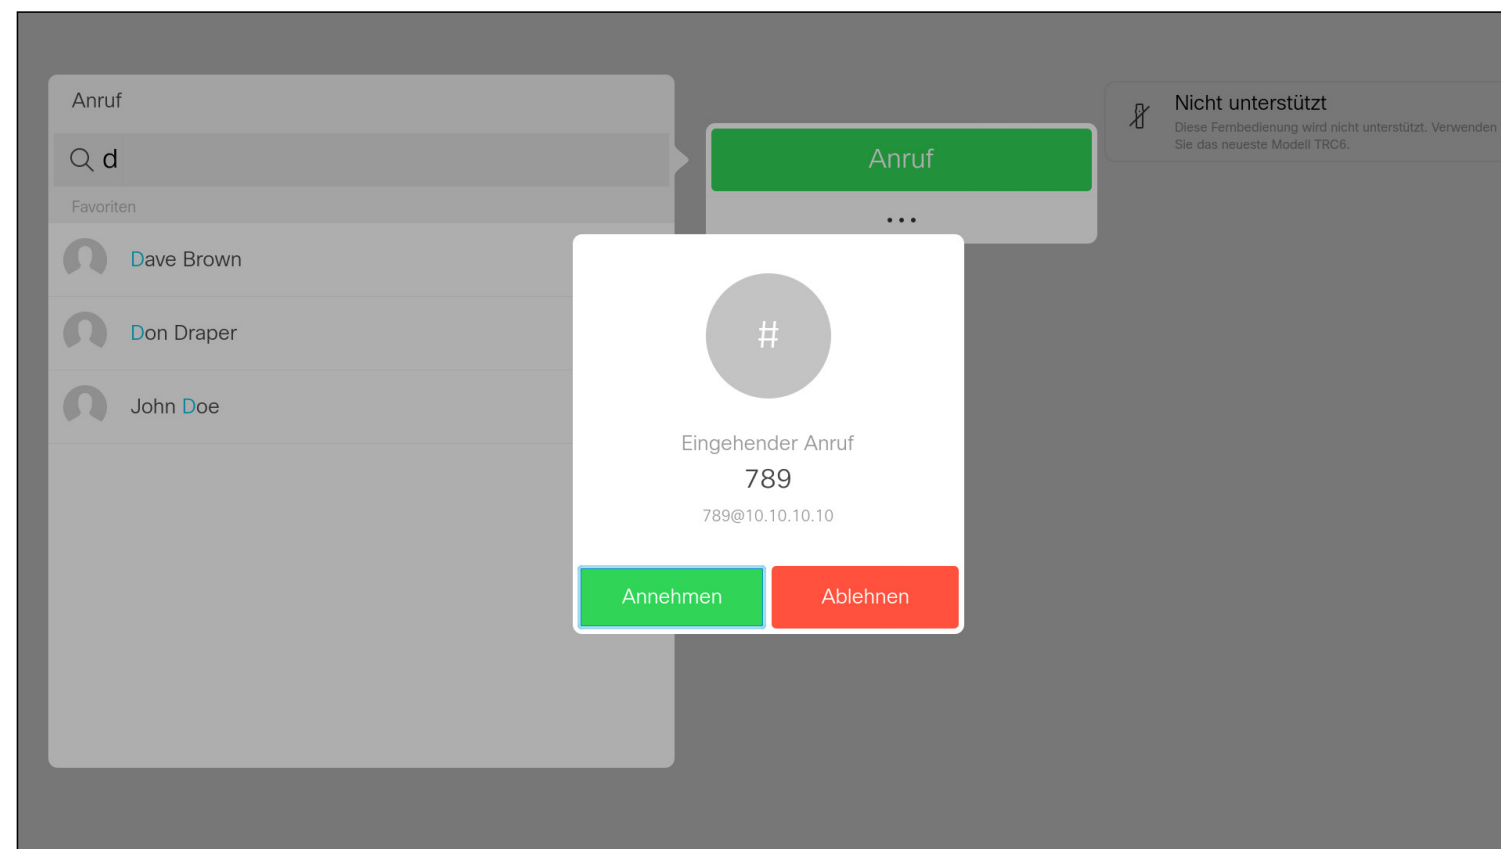 Anruf
d
Favoriten
Dave Brown
Don Draper
John Doe
Anruf
...
Nicht unterstützt
Diese Fernbedienung wird nicht unterstützt. Verwenden
Sie das neueste Modell TRC6.
#
Eingehender Anruf
789
789@10.10.10.10
Annehmen
Ablehnen